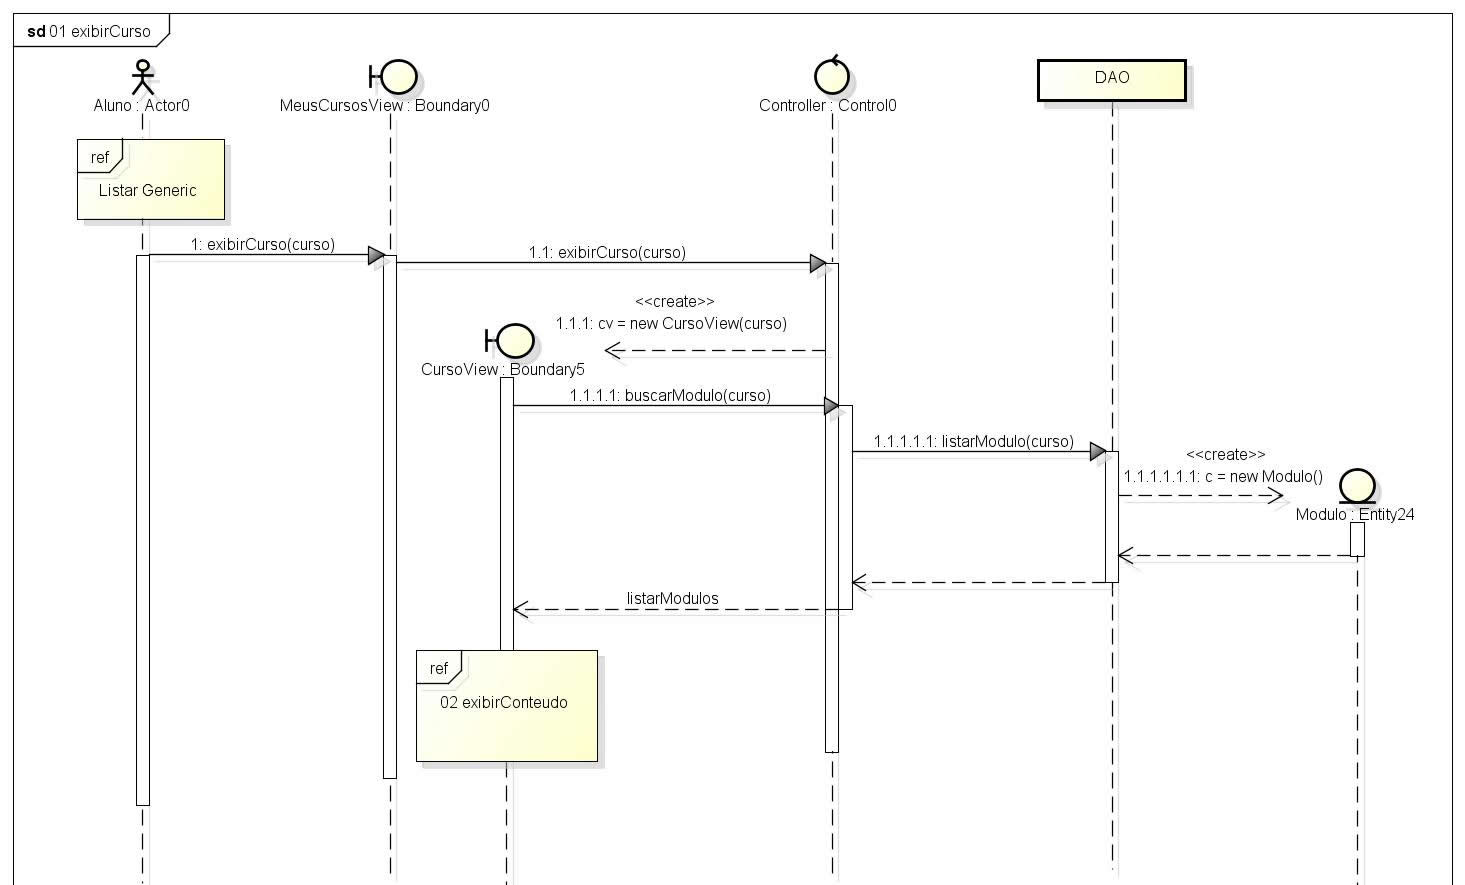 sd 01 exibirCurso
Aluno : Actor0
MeusCursosView : Boundary0
Controller : Control0
DAO
ref
Listar Generic
1: exibirCurso(curso)
1.1: exibirCurso(curso)
<<create>>
1.1.1: cv = new CursoView(curso)
CursoView : Boundary5
1.1.1.1: buscarModulo(curso)
1.1.1.1.1: listarModulo(curso)
<<create>>
1.1.1.1.1.1: c = new Modulo()
Modulo : Entity24
listarModulos
ref
02 exibirConteudo